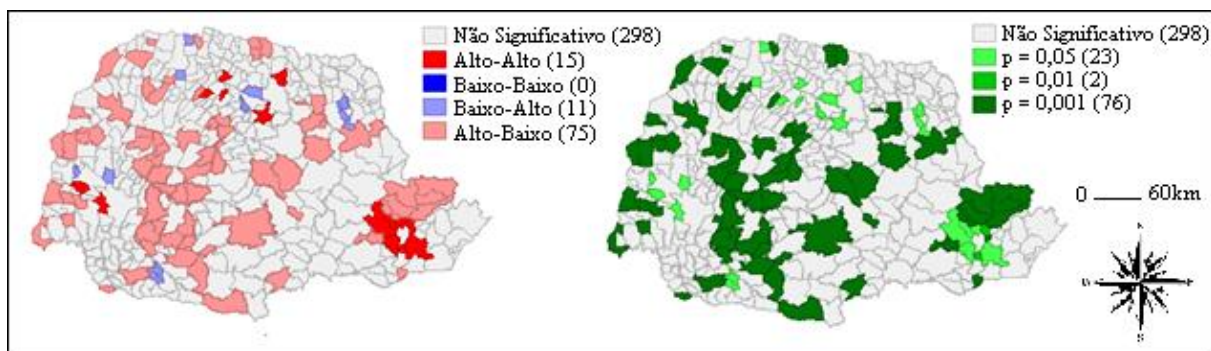 Não Significativo (298)
Alto-Alto (15)
Baixo-Baixo (0)
Baixo-Alto (11)
Alto-Baixo (75)
Não Significativo (298)
p = 0,05 (23)
p = 0,01 (2)
p = 0,001 (76)
0 60km
S